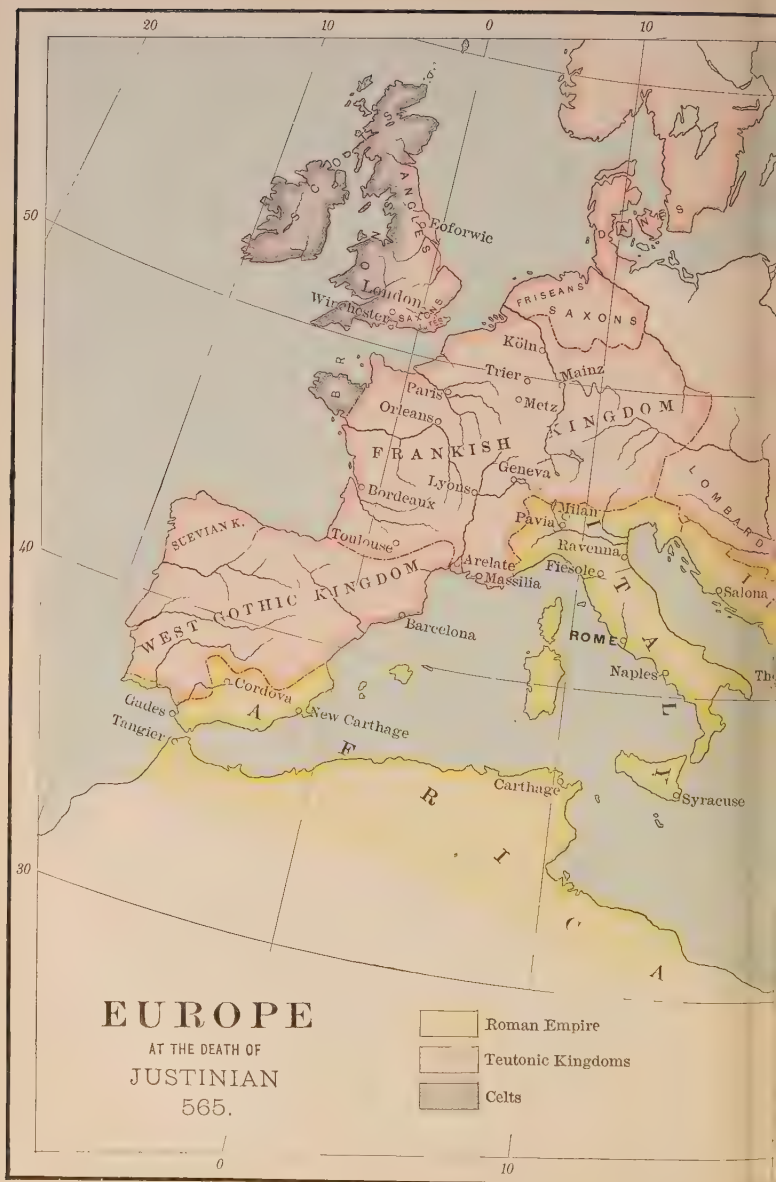 20
10
0
10
50
40
30
SCOTS
SCOTS
ANGLES
Eoforwic
London
Winchester
SAXONS
BR
DANES
FRISEANS
SAXONS
Köln
Trier
Mainz
Metz
Paris
Orleans
FRANKISH KINGDOM
Geneva
Lyons
Bordeaux
Toulouse
Arelate
Massilia
LOMBARD
SUEVIAN K.
WEST GOTHIC KINGDOM
Barcelona
Cordova
Gades
New Carthage
Tangier
Milan
Pavia
Ravenna
Fiesole
ITALY
Salona
ROME
Naples
Syracuse
Carthage
AFRICA
EUROPE
AT THE DEATH OF
JUSTINIAN
565.
Roman Empire
Teutonic Kingdoms
Celts
0
10